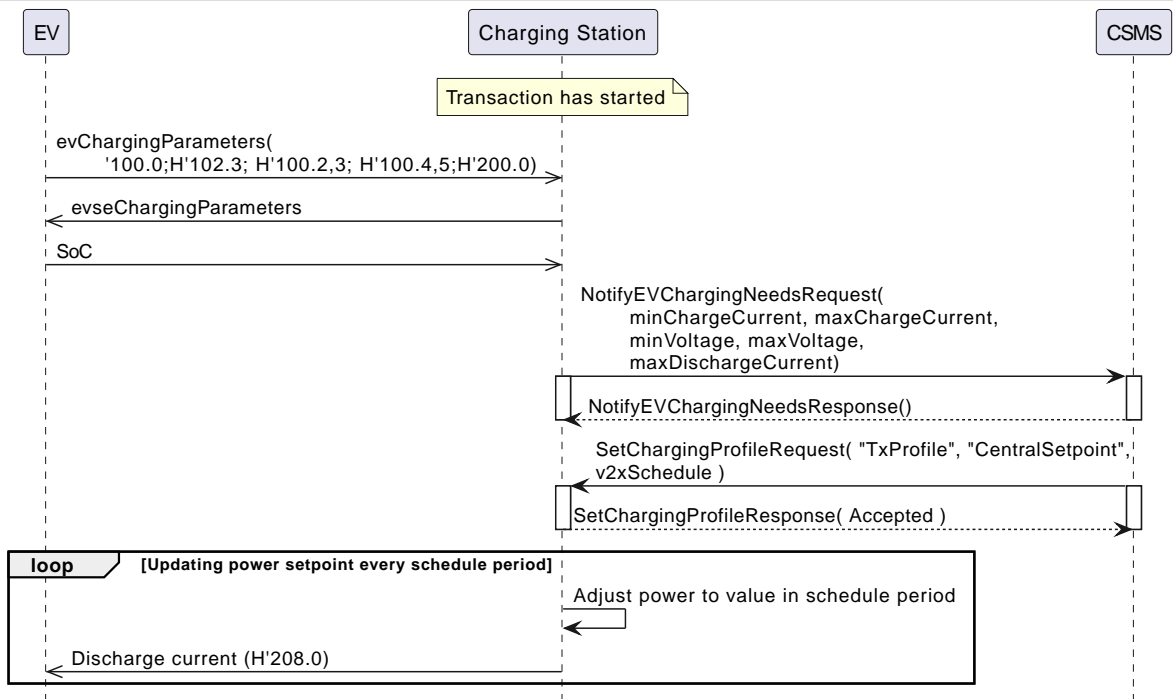 EV
Charging Station
CSMS
Transaction has started
evChargingParameters(
'100.0;H'102.3; H'100.2,3; H'100.4,5;H'200.0)
evseChargingParameters
SoC
NotifyEVChargingNeedsRequest(
minChargeCurrent, maxChargeCurrent,
minVoltage, maxVoltage,
maxDischargeCurrent)
NotifyEVChargingNeedsResponse()
SetChargingProfileRequest( "TxProfile", "CentralSetpoint",
v2xSchedule )
SetChargingProfileResponse( Accepted )
loop
[Updating power setpoint every schedule period]
Adjust power to value in schedule period
Discharge current (H'208.0)